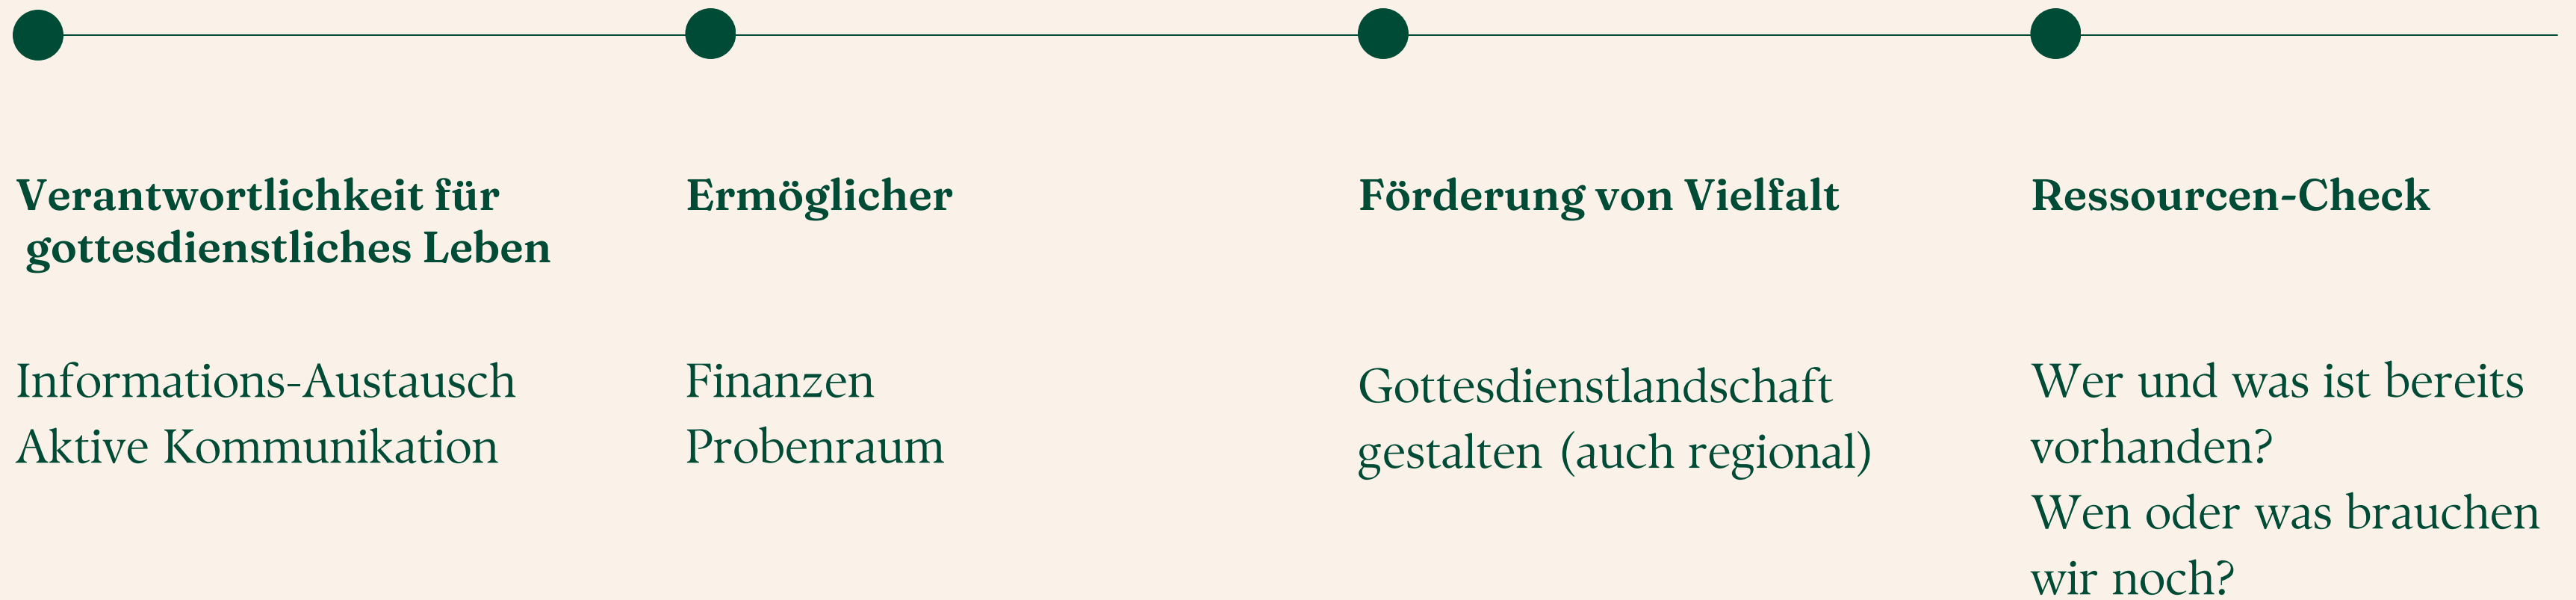 Verantwortlichkeit für
gottesdienstliches Leben
Informations-Austausch
Aktive Kommunikation
Ermöglicher
Finanzen
Probenraum
Förderung von Vielfalt
Gottesdienstlandschaft
gestalten (auch regional)
Ressourcen-Check
Wer und was ist bereits
vorhanden?
Wen oder was brauchen
wir noch?